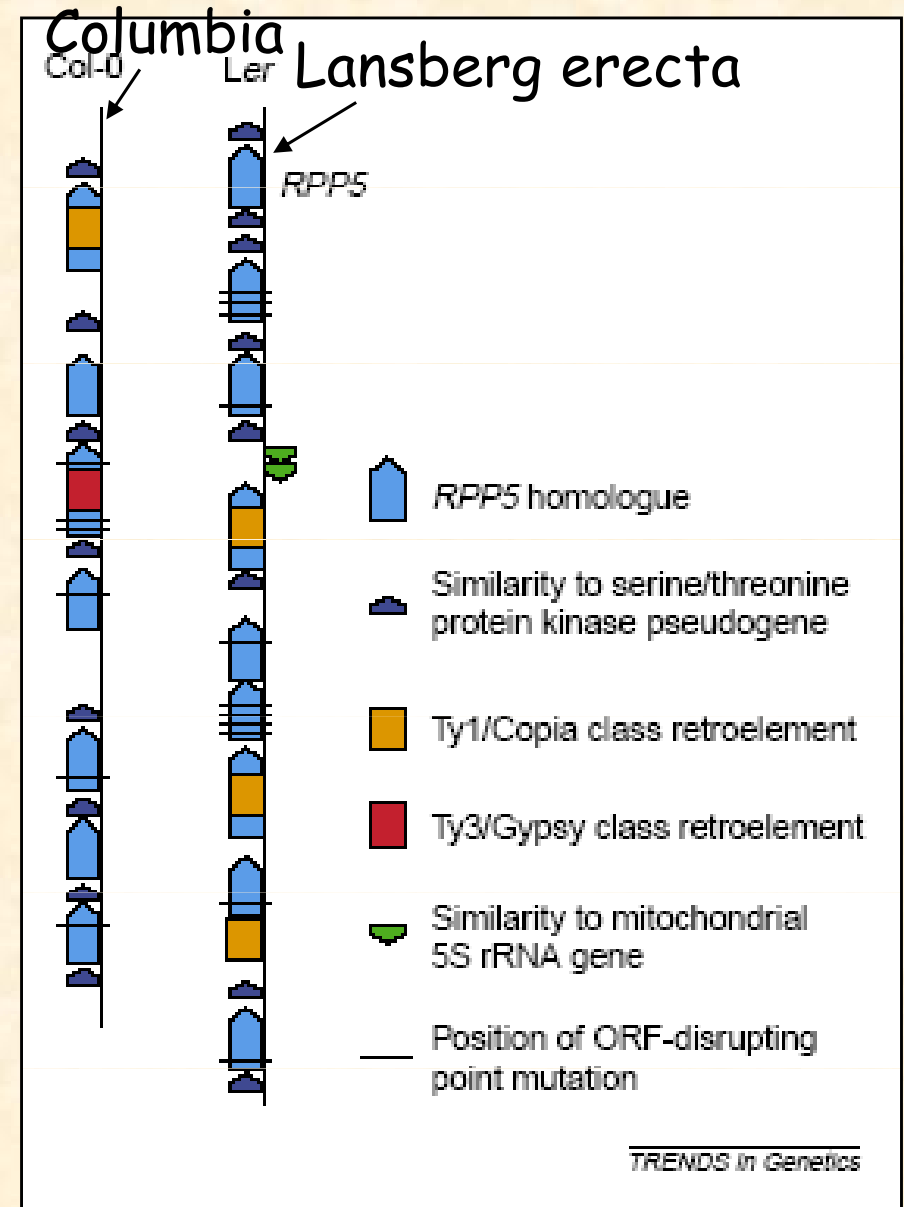 Columbia
Col-0
Ler
Lansberg erecta
RPP5
RPP5 homologue
Similarity to serine/threonine
protein kinase pseudogene
Ty1/Copia class retroelement
Ty3/Gypsy class retroelement
Similarity to mitochondrial
5S rRNA gene
Position of ORF-disrupting
point mutation
TRENDS in Genetics